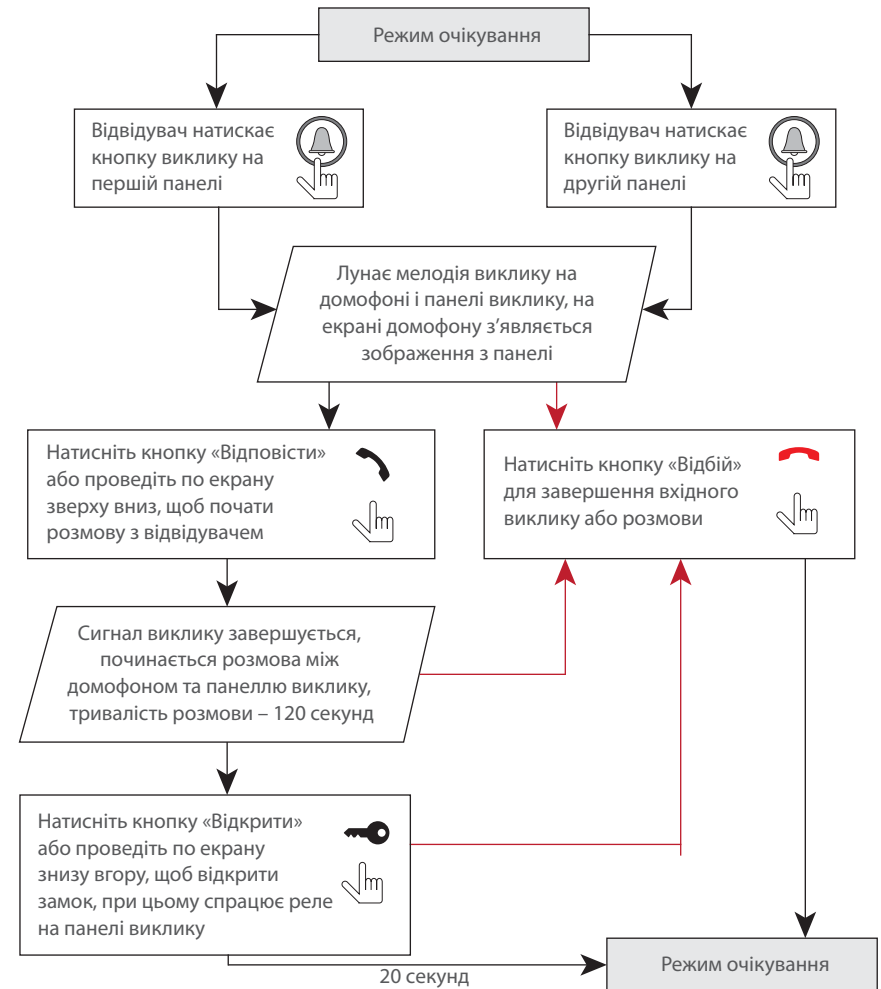 Режим очікування
Відвідувач натискає
кнопку виклику на
першій панелі
Відвідувач натискає
кнопку виклику на
другій панелі
Лунає мелодія виклику на
домофоні і панелі виклику, на
екрані домофону з’являється
зображення з панелі
Натисніть кнопку «Відповісти»
або проведіть по екрану
зверху вниз, щоб почати
розмову з відвідувачем
Натисніть кнопку «Відбій»
для завершення вхідного
виклику або розмови
Сигнал виклику завершується,
починається розмова між
домофоном та панеллю виклику,
тривалість розмови – 120 секунд
Натисніть кнопку «Відкрити»
або проведіть по екрану
знизу вгору, щоб відкрити
замок, при цьому спрацює реле
на панелі виклику
20 секунд
Режим очікування